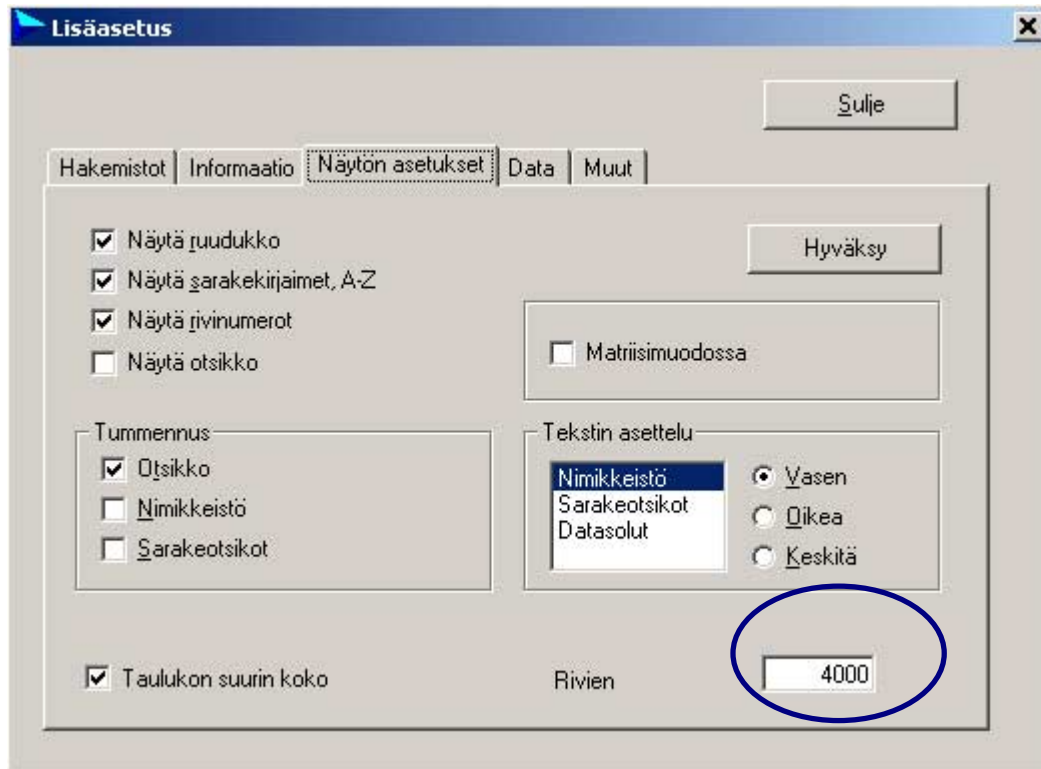 Lisäasetus
Sulje
Hakemistot Informaatio Näytön asetukset Data Muut
Näytä ruudukko
Hyväksy
Näytä sarakekirjaimet, A-Z
Näytä rivinumerot
Näytä otsikko
Matriisimuodossa
Tummennus
Otsikko
Nimikkeistö
Sarakeotsikot
Tekstin asettelu
Nimikkeistö
Sarakeotsikot
Datasolut
Vasen
Oikea
Keskitä
Taulukon suurin koko
Rivien
4000